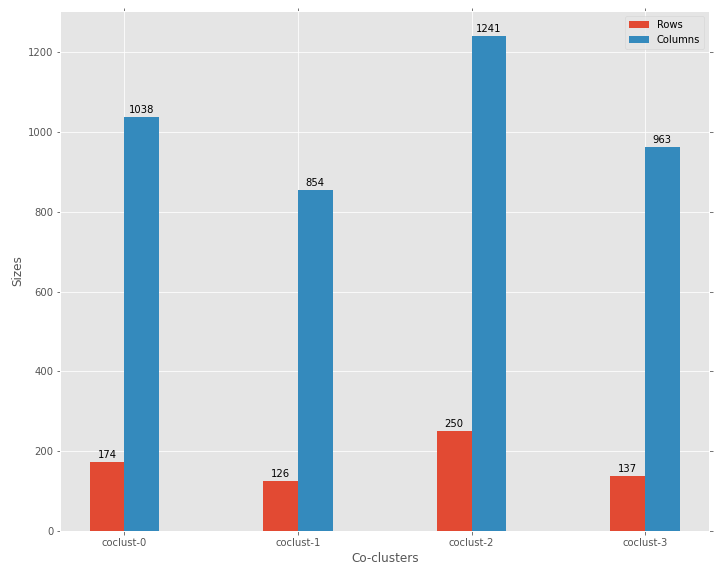 Rows
Columns
1200
1000
800
600
400
200
0
Sizes
174
1038
126
854
250
1241
137
963
coclust-0
coclust-1
coclust-2
coclust-3
Co-clusters